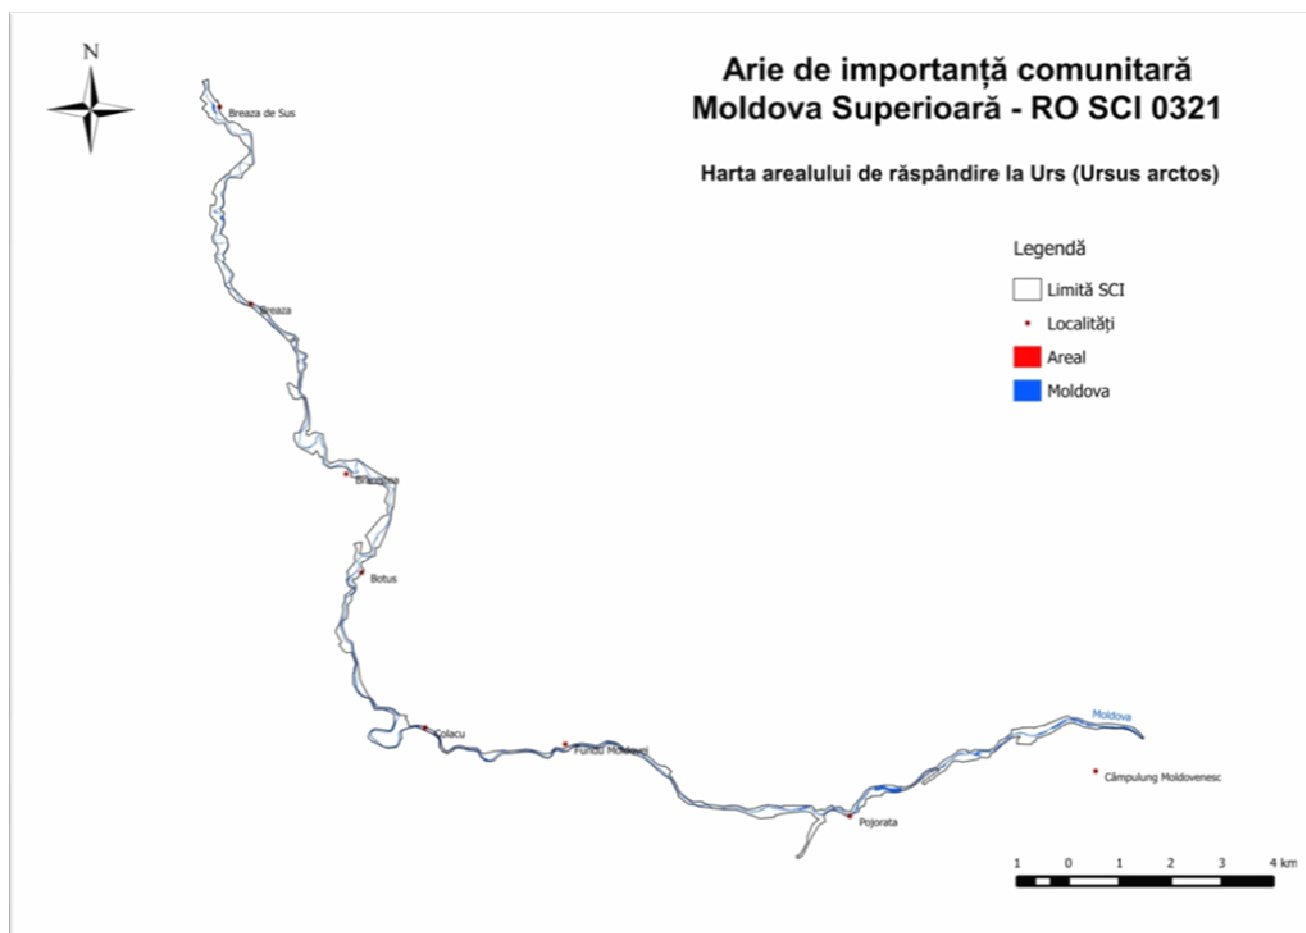 N
Arie de importanță comunitară
Moldova Superioară - RO SCI 0321
Harta arealului de răspândire la Urs (Ursus arctos)
Legendă
Limită SCI
Localități
Areal
Moldova
Breaza de Sus
Breaza
Botus
Colacu
Fundu Moldovei
Moldova
Câmpulung Moldovenesc
Pojorata
1 0 1 2 3 4 km